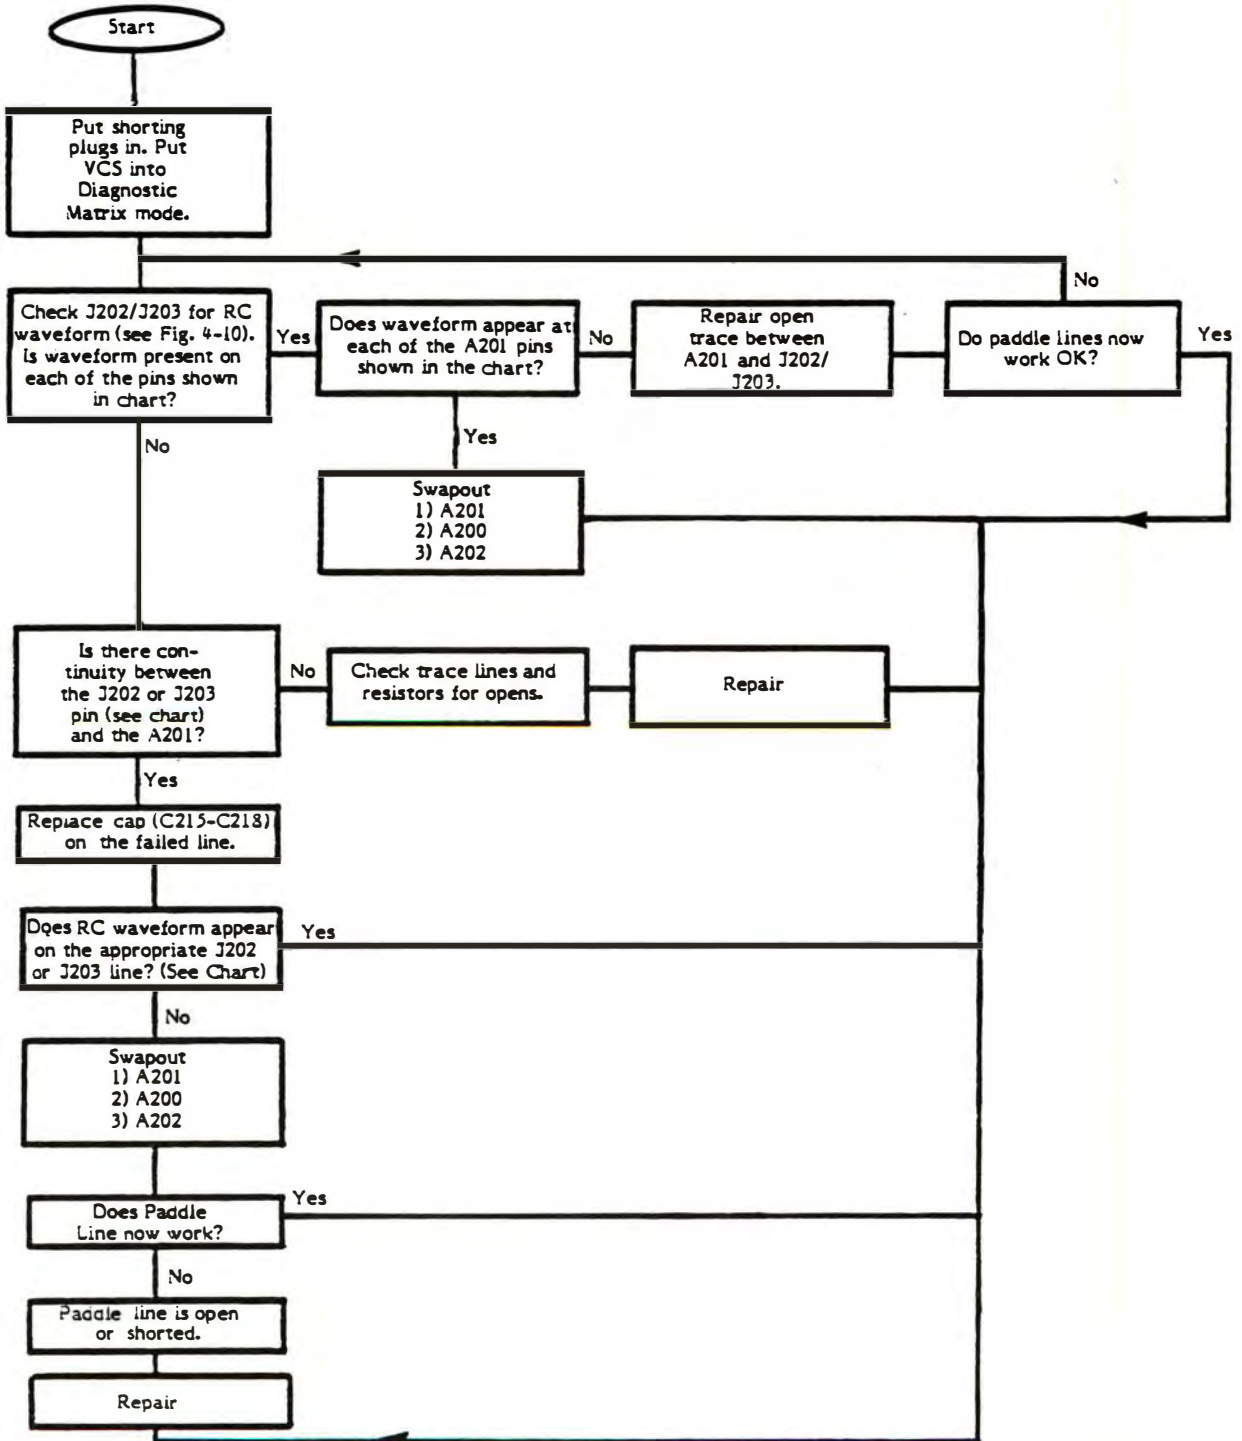 Start
Put shorting
plugs in. Put
VCS into
Diagnostic
Matrix mode.
No
Check J202/J203 for RC
waveform (see Fig. 4-10).
Is waveform present on
each of the pins shown
in chart?
Yes
Does waveform appear at
each of the A201 pins
shown in the chart?
No
Repair open
trace between
A201 and J202/
J203.
Do paddle lines now
work OK?
Yes
No
Yes
Swapout
1) A201
2) A200
3) A202
Is there con-
tinuity between
the J202 or J203
pin (see chart)
and the A201?
No
Check trace lines and
resistors for opens.
Repair
Yes
Replace cap (C215-C218)
on the failed line.
Does RC waveform appear
on the appropriate J202
or J203 line? (See Chart)
Yes
No
Swapout
1) A201
2) A200
3) A202
Does Paddle
Line now work?
Yes
No
Paddle line is open
or shorted.
Repair